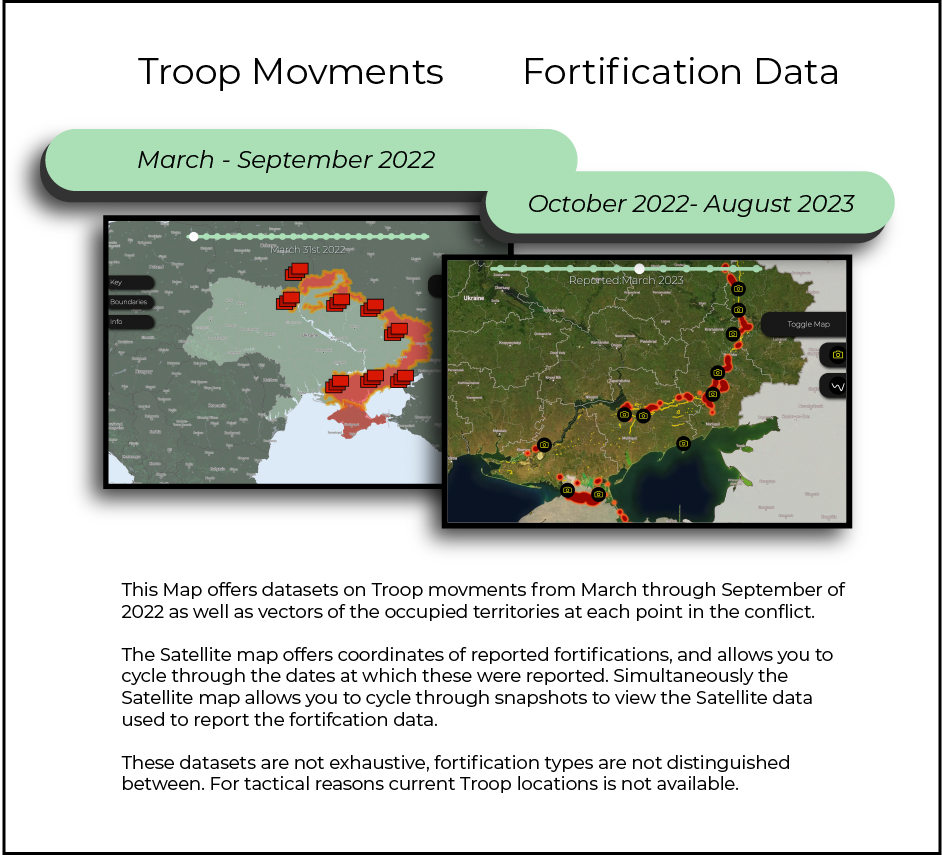 Troop Movments
Fortification Data
March - September 2022
October 2022- August 2023
March 31st 2022
Key
Boundaries
Info
Reported:March 2023
Ukraine
Toggle Map
This Map offers datasets on Troop movments from March through September of
2022 as well as vectors of the occupied territories at each point in the conflict.
The Satellite map offers coordinates of reported fortifications, and allows you to
cycle through the dates at which these were reported. Simultaneously the
Satellite map allows you to cycle through snapshots to view the Satellite data
used to report the fortifcation data.
These datasets are not exhaustive, fortification types are not distinguished
between. For tactical reasons current Troop locations is not available.